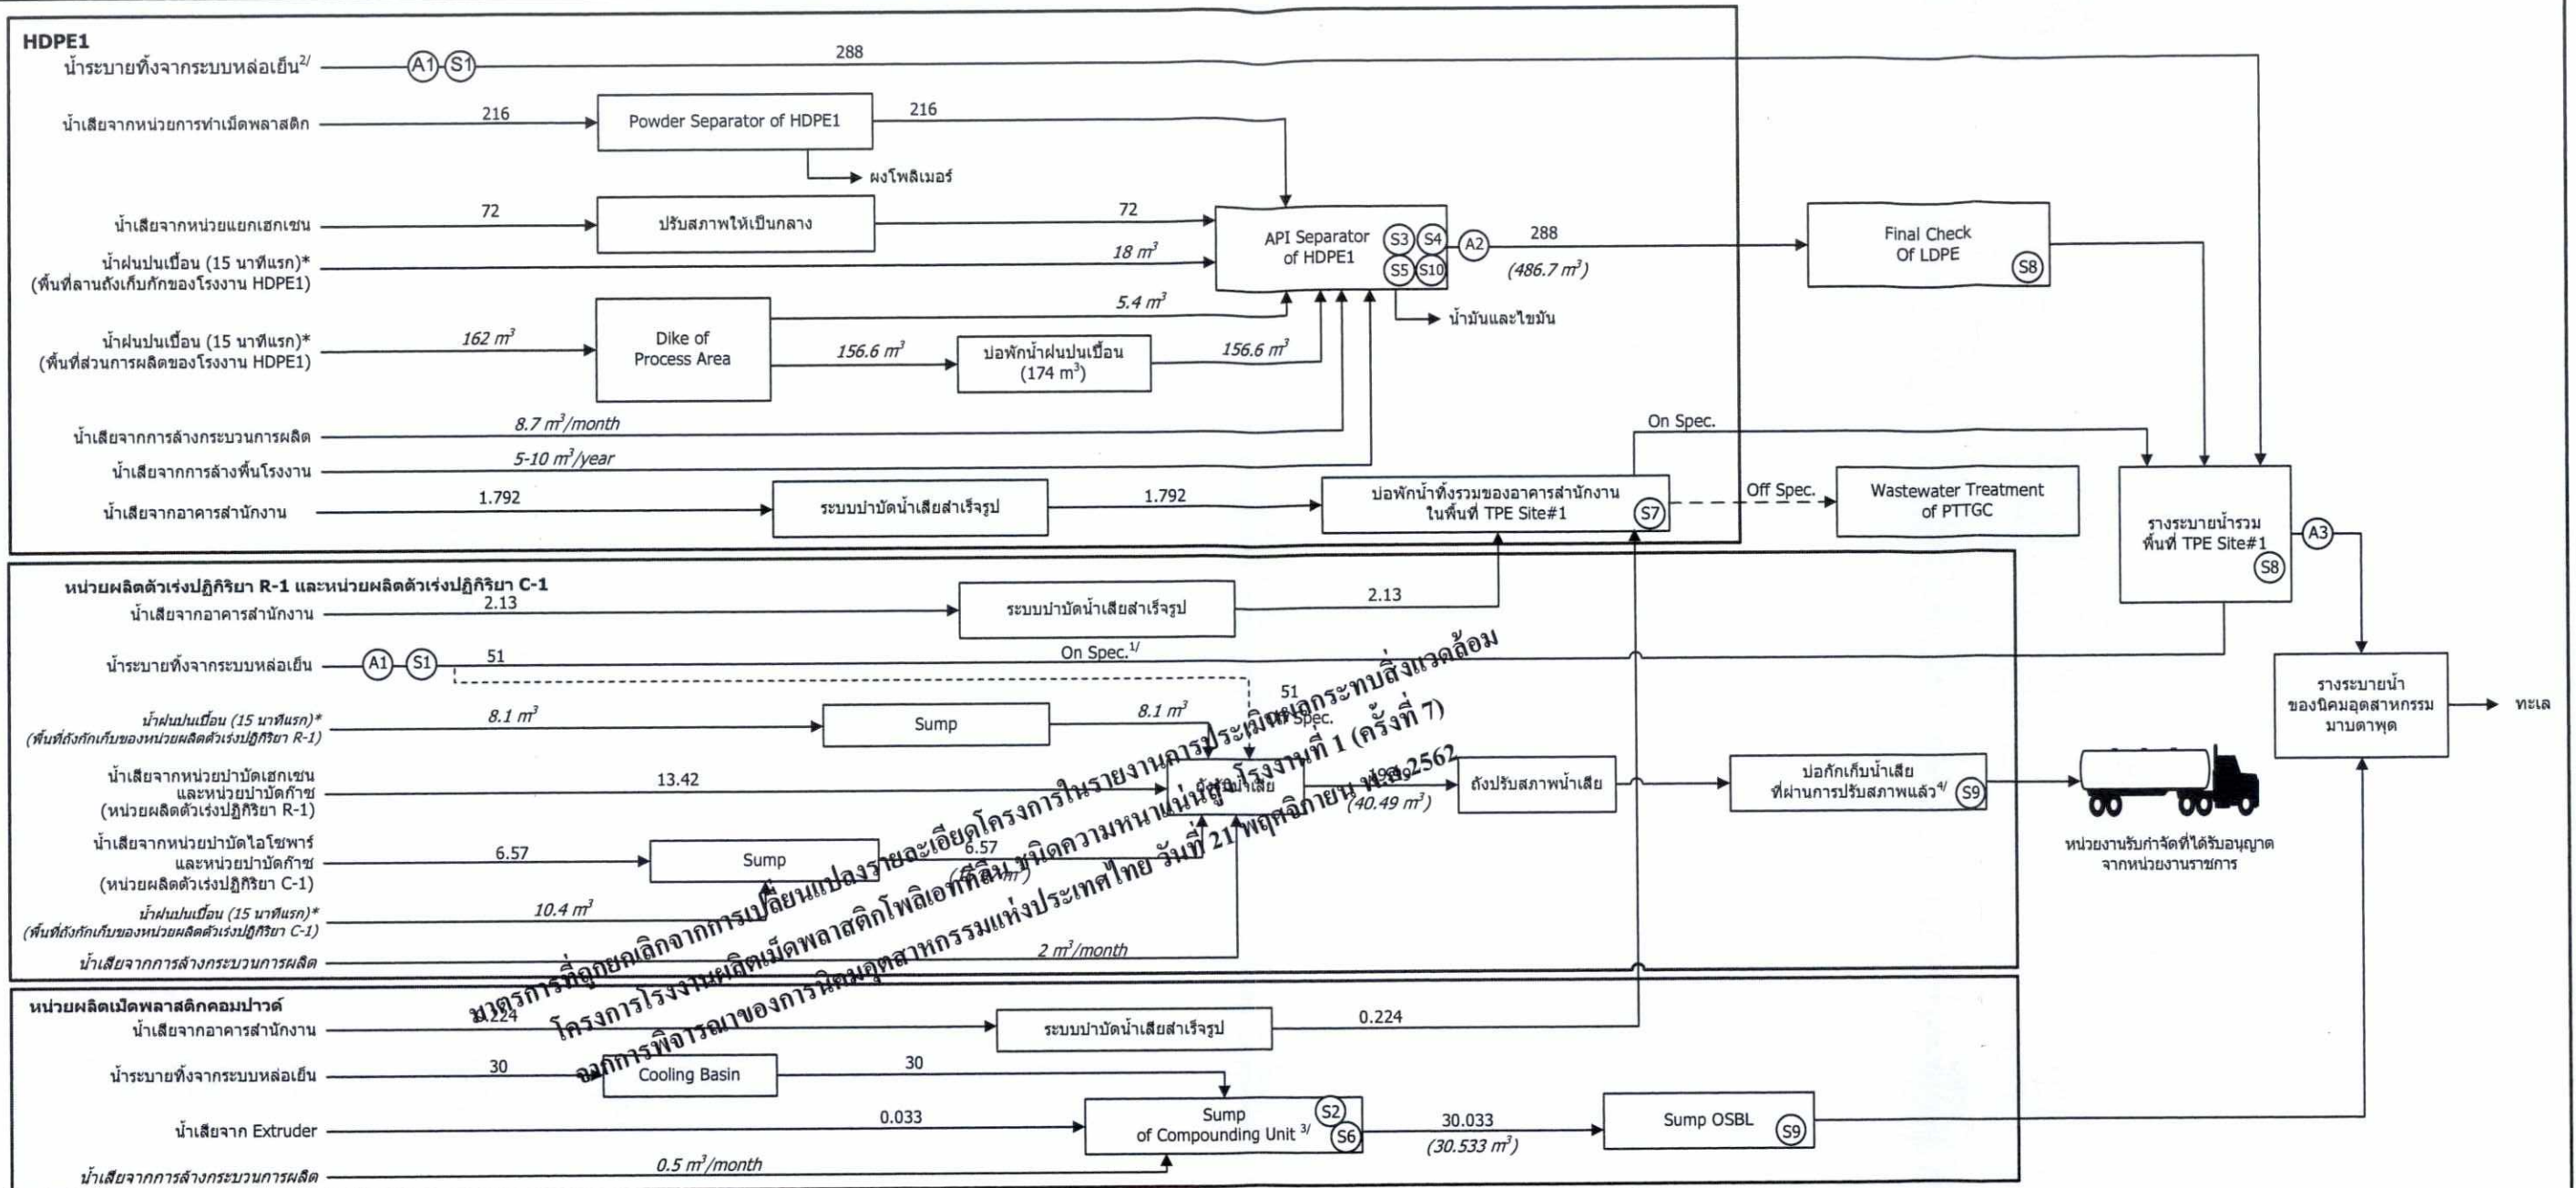 HDPE1
น้ำระบายทิ้งจากระบบหล่อเย็น2/
A1
S1
288
น้ำเสียจากหน่วยการทำเม็ดพลาสติก
216
Powder Separator of HDPE1
216
ผงโพลิเมอร์
น้ำเสียจากหน่วยแยกเฮกเซน
72
ปรับสภาพให้เป็นกลาง
72
น้ำฝนปนเปื้อน (15 นาทีแรก)*
(พื้นที่ลานถังเก็บกักของโรงงาน HDPE1)
18 m3
API Separator
of HDPE1
S3
S4
S5
S10
A2
288
(486.7 m3)
Final Check
Of LDPE
S8
น้ำมันและไขมัน
น้ำฝนปนเปื้อน (15 นาทีแรก)*
(พื้นที่ส่วนการผลิตของโรงงาน HDPE1)
162 m3
Dike of
Process Area
5.4 m3
156.6 m3
บ่อพักน้ำฝนปนเปื้อน
(174 m3)
156.6 m3
น้ำเสียจากการล้างกระบวนการผลิต
8.7 m3/month
น้ำเสียจากการล้างพื้นโรงงาน
5-10 m3/year
น้ำเสียจากอาคารสำนักงาน
1.792
ระบบบำบัดน้ำเสียสำเร็จรูป
1.792
บ่อพักน้ำทิ้งรวมของอาคารสำนักงาน
ในพื้นที่ TPE Site#1
S7
On Spec.
Off Spec.
Wastewater Treatment
of PTTGC
รางระบายน้ำรวม
พื้นที่ TPE Site#1
S8
A3
หน่วยผลิตตัวเร่งปฏิกิริยา R-1 และหน่วยผลิตตัวเร่งปฏิกิริยา C-1
น้ำเสียจากอาคารสำนักงาน
2.13
ระบบบำบัดน้ำเสียสำเร็จรูป
2.13
น้ำระบายทิ้งจากระบบหล่อเย็น
A1
S1
51
On Spec.1/
51
Spec.
น้ำฝนปนเปื้อน (15 นาทีแรก)*
(พื้นที่ถังกักเก็บของหน่วยผลิตตัวเร่งปฏิกิริยา R-1)
8.1 m3
Sump
8.1 m3
น้ำเสียจากหน่วยบำบัดเฮกเซน
และหน่วยบำบัดก๊าซ
(หน่วยผลิตตัวเร่งปฏิกิริยา R-1)
13.42
(40.49 m3)
ถังปรับสภาพน้ำเสีย
บ่อกักเก็บน้ำเสีย
ที่ผ่านการปรับสภาพแล้ว4/
S9
หน่วยงานรับกำจัดที่ได้รับอนุญาต
จากหน่วยงานราชการ
รางระบายน้ำ
ของนิคมอุตสาหกรรม
มาบตาพุด
ทะเล
น้ำเสียจากหน่วยบำบัดไอโซพาร์
และหน่วยบำบัดก๊าซ
(หน่วยผลิตตัวเร่งปฏิกิริยา C-1)
6.57
Sump
6.57
น้ำฝนปนเปื้อน (15 นาทีแรก)*
(พื้นที่ถังกักเก็บของหน่วยผลิตตัวเร่งปฏิกิริยา C-1)
10.4 m3
น้ำเสียจากการล้างกระบวนการผลิต
2 m3/month
มาตรการที่ถูกยกเลิกจากการเปลี่ยนแปลงรายละเอียดโครงการในรายงานการประเมินผลกระทบสิ่งแวดล้อม
โครงการโรงงานผลิตเม็ดพลาสติกโพลิเอททีลีน ชนิดความหนาแน่นสูง โรงงานที่ 1 (ครั้งที่ 7)
จากการพิจารณาของการนิคมอุตสาหกรรมแห่งประเทศไทย วันที่ 21 พฤศจิกายน พ.ศ. 2562
หน่วยผลิตเม็ดพลาสติกคอมปาวด์
น้ำเสียจากอาคารสำนักงาน
ระบบบำบัดน้ำเสียสำเร็จรูป
0.224
น้ำระบายทิ้งจากระบบหล่อเย็น
30
Cooling Basin
30
น้ำเสียจาก Extruder
0.033
Sump
of Compounding Unit 3/
S2
S6
30.033
(30.533 m3)
Sump OSBL
S9
น้ำเสียจากการล้างกระบวนการผลิต
0.5 m3/month